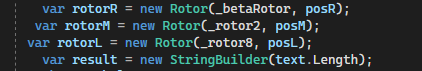 var rotorR = new Rotor(_betaRotor, posR);
var rotorM = new Rotor(_rotor2, posM);
var rotorL = new Rotor(_rotor8, posL);
var result = new StringBuilder(text.Length);